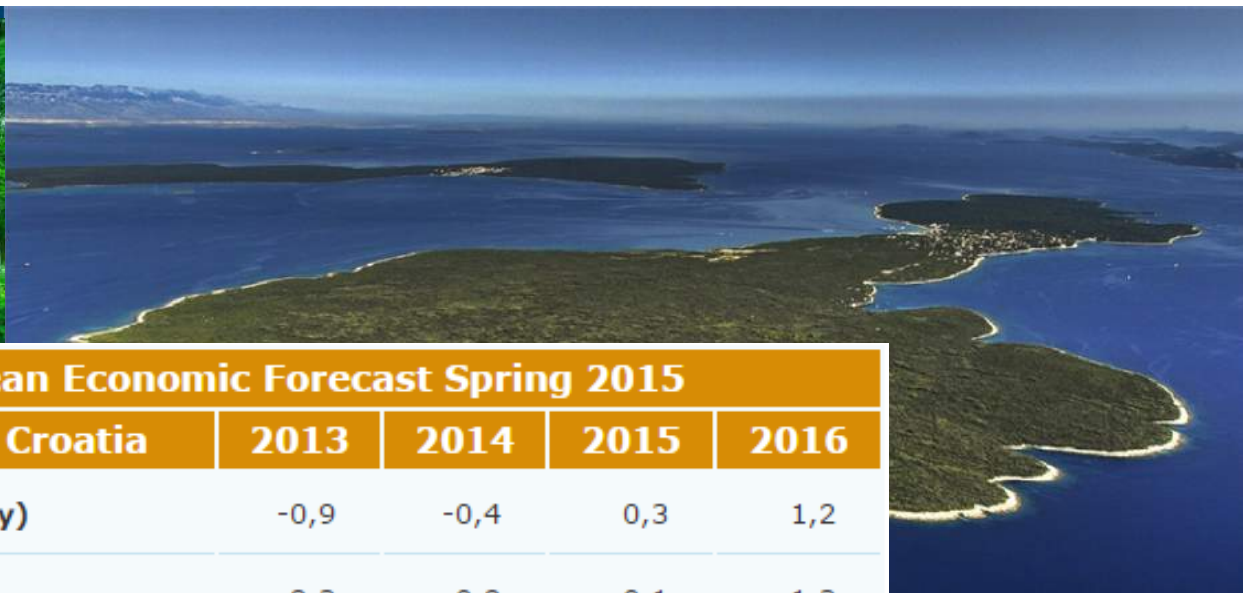 an Economic Forecast Spring 2015
Croatia 2013 2014 2015 2016
y) -0,9 -0,4 0,3 1,2